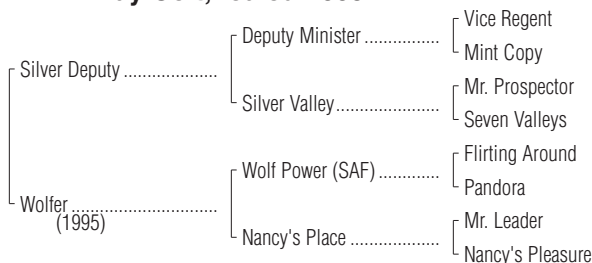 Vice Regent
Deputy Minister ................
Mint Copy
Silver Deputy ....................
Mr. Prospector
Silver Valley......................
Seven Valleys
Flirting Around
Wolf Power (SAF) .............
Pandora
Wolfer ...............................
(1995)
Mr. Leader
Nancy's Place ...................
Nancy's Pleasure